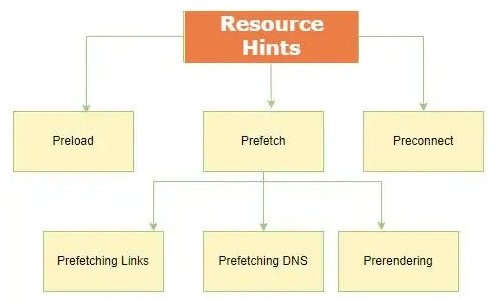 Resource
Hints
Preload
Prefetch
Preconnect
Prefetching Links
Prefetching DNS
Prerendering